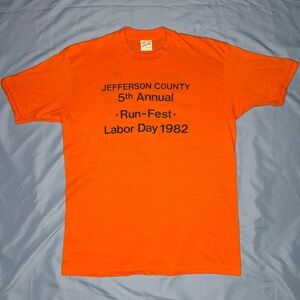 JEFFERSON COUNTY
5th Annual
•Run-Fest•
Labor Day 1982